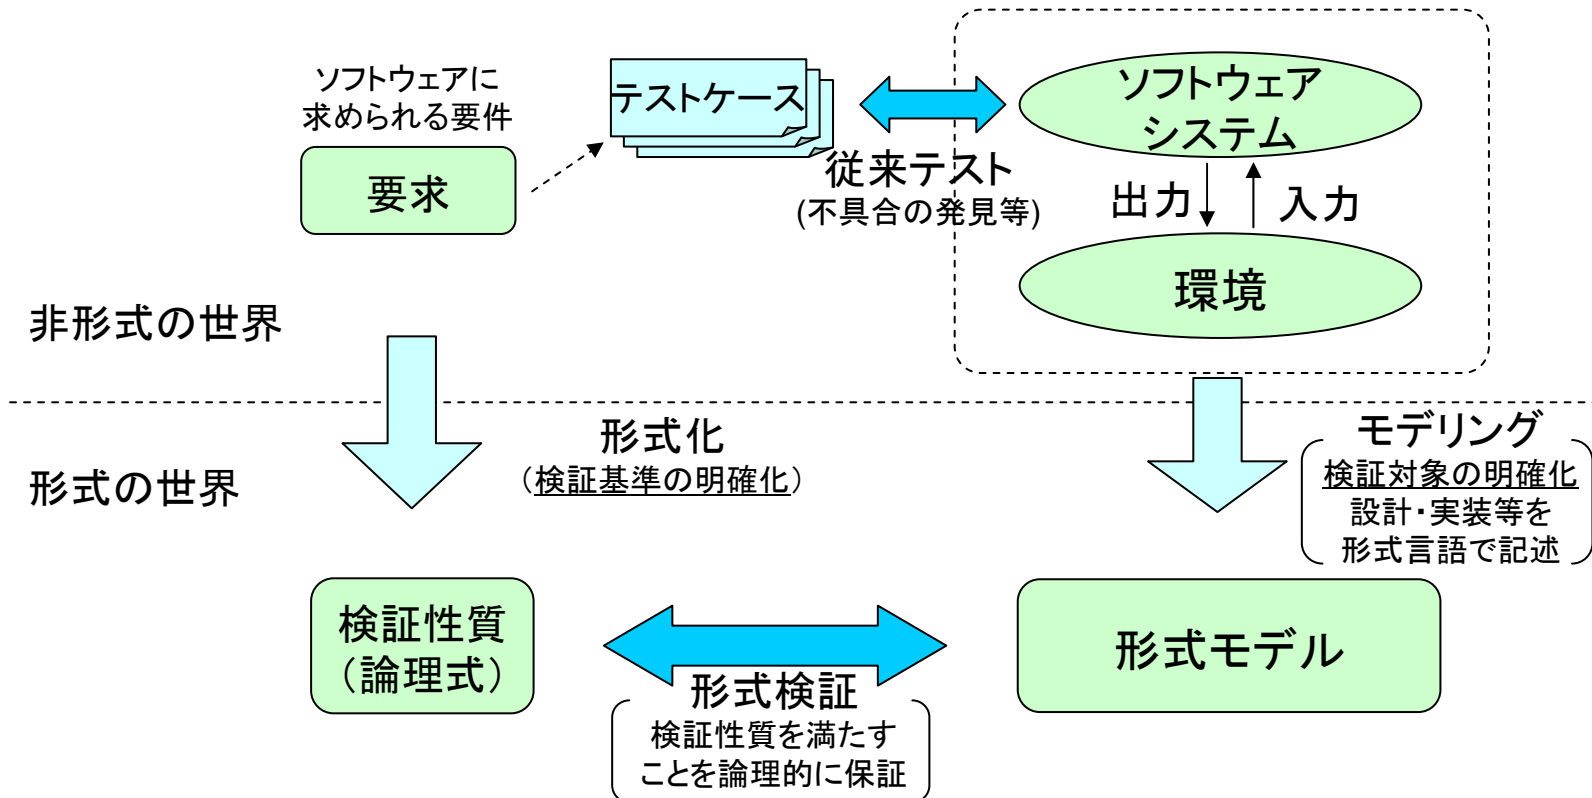 ソフトウェアに
求められる要件
要求
テストケース
従来テスト
(不具合の発見等)
ソフトウェア
システム
出力
入力
環境
非形式の世界
形式の世界
形式化
（検証基準の明確化）
モデリング
検証対象の明確化
設計・実装等を
形式言語で記述
検証性質
（論理式）
形式検証
検証性質を満たす
ことを論理的に保証
形式モデル